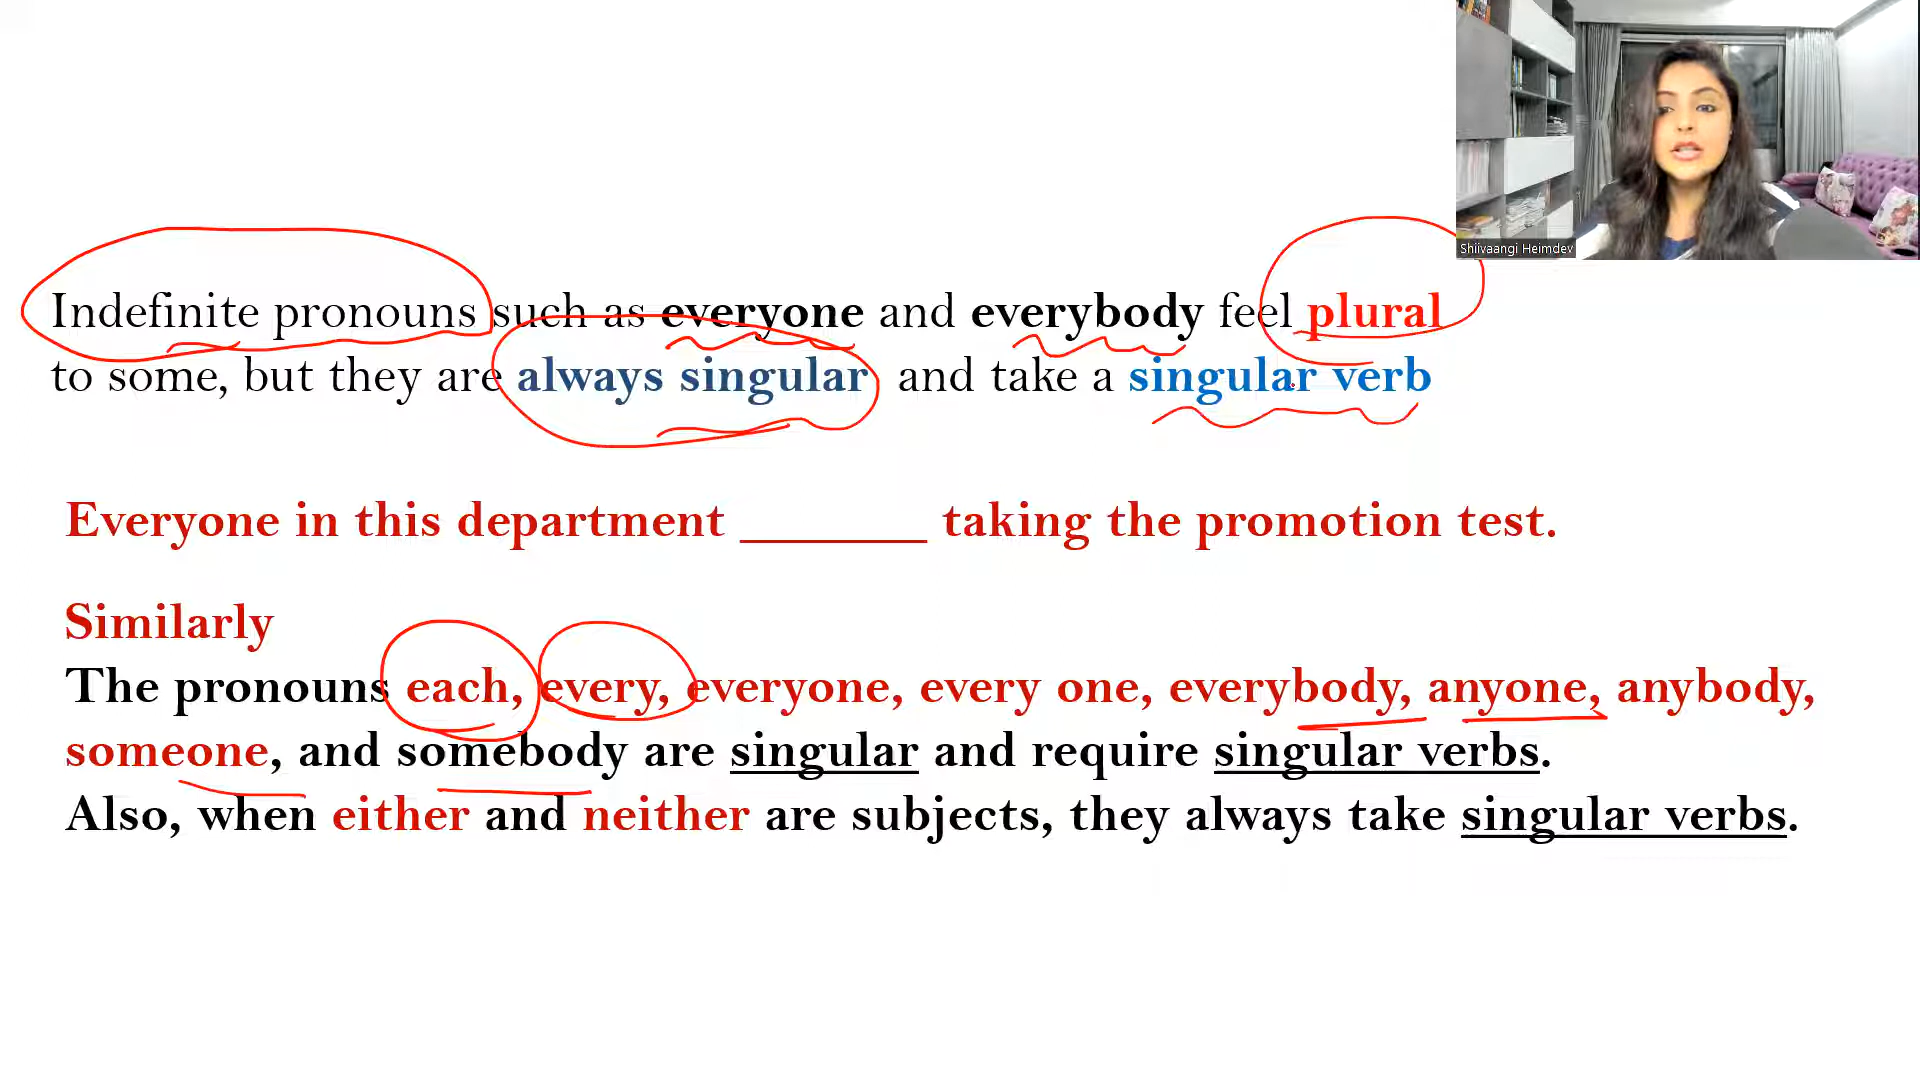 Shiivaangi Heimdev
Indefinite pronouns such as everyone and everybody feel plural
to some, but they are always singular and take a singular verb
Everyone in this department _______ taking the promotion test.
Similarly
The pronouns each, every, everyone, every one, everybody, anyone, anybody,
someone, and somebody are singular and require singular verbs.
Also, when either and neither are subjects, they always take singular verbs.